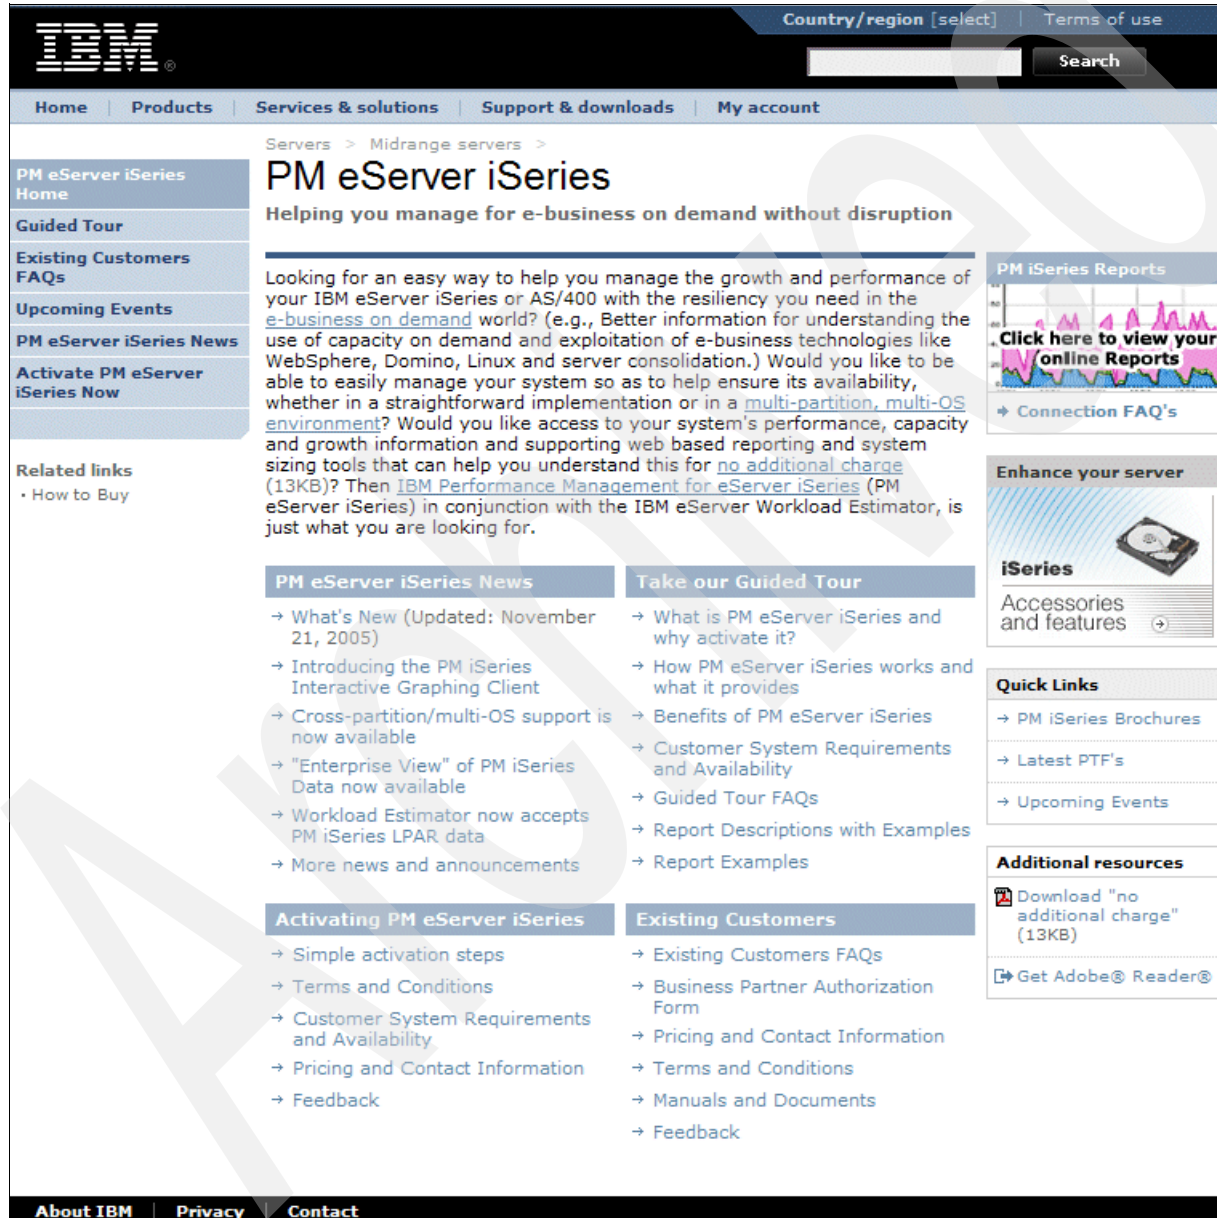 Country/region [select] | Terms of use
IBM®
Search
Home | Products | Services & solutions | Support & downloads | My account
Servers > Midrange servers >
PM eServer iSeries
Helping you manage for e-business on demand without disruption
PM eServer iSeries
Home
Guided Tour
Existing Customers
FAQs
Upcoming Events
PM eServer iSeries News
Activate PM eServer
iSeries Now
Related links
• How to Buy
Looking for an easy way to help you manage the growth and performance of
your IBM eServer iSeries or AS/400 with the resiliency you need in the
e-business on demand world? (e.g., Better information for understanding the
use of capacity on demand and exploitation of e-business technologies like
WebSphere, Domino, Linux and server consolidation.) Would you like to be
able to easily manage your system so as to help ensure its availability,
whether in a straightforward implementation or in a multi-partition, multi-OS
environment? Would you like access to your system's performance, capacity
and growth information and supporting web based reporting and system
sizing tools that can help you understand this for no additional charge
(13KB)? Then IBM Performance Management for eServer iSeries (PM
eServer iSeries) in conjunction with the IBM eServer Workload Estimator, is
just what you are looking for.
PM eServer iSeries News
→ What's New (Updated: November
21, 2005)
→ Introducing the PM iSeries
Interactive Graphing Client
→ Cross-partition/multi-OS support is
now available
→ "Enterprise View" of PM iSeries
Data now available
→ Workload Estimator now accepts
PM iSeries LPAR data
→ More news and announcements
Take our Guided Tour
→ What is PM eServer iSeries and
why activate it?
→ How PM eServer iSeries works and
what it provides
→ Benefits of PM eServer iSeries
→ Customer System Requirements
and Availability
→ Guided Tour FAQs
→ Report Descriptions with Examples
→ Report Examples
Activating PM eServer iSeries
→ Simple activation steps
→ Terms and Conditions
→ Customer System Requirements
and Availability
→ Pricing and Contact Information
→ Feedback
Existing Customers
→ Existing Customers FAQs
→ Business Partner Authorization
Form
→ Pricing and Contact Information
→ Terms and Conditions
→ Manuals and Documents
→ Feedback
PM iSeries Reports
Click here to view your
online Reports
Connection FAQ's
Enhance your server
iSeries
Accessories
and features
Quick Links
→ PM iSeries Brochures
→ Latest PTF's
→ Upcoming Events
Additional resources
Download "no
additional charge"
(13KB)
Get Adobe® Reader®
About IBM | Privacy | Contact
Archived